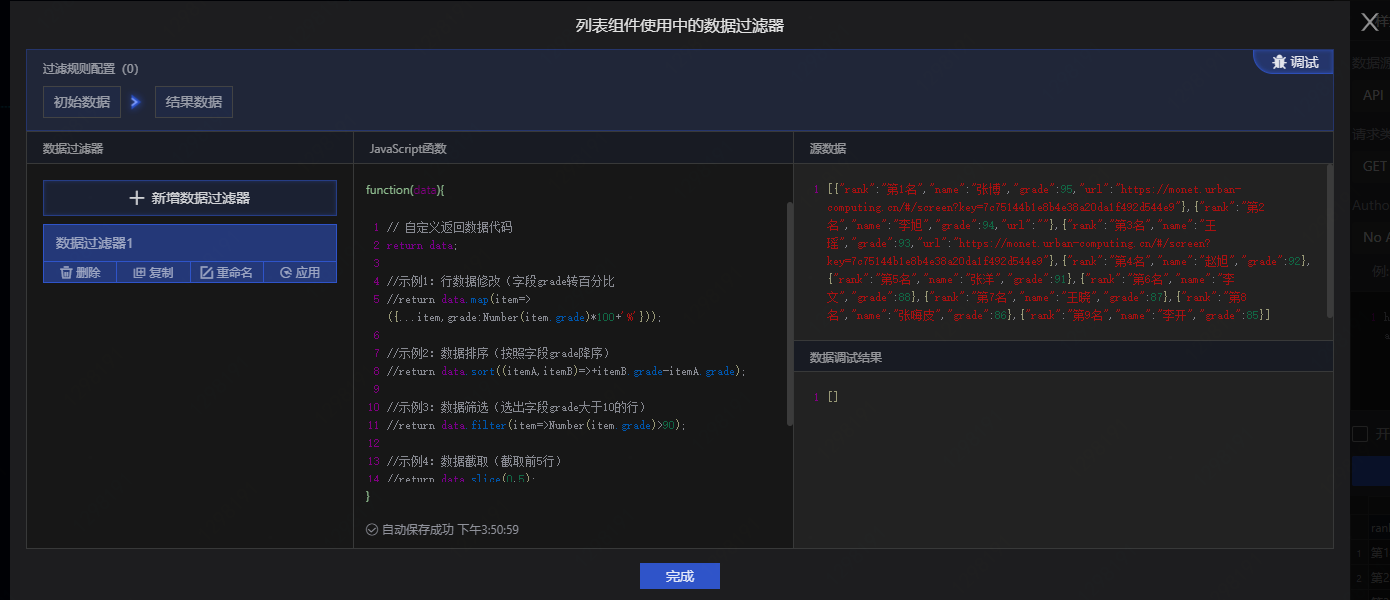 列表组件使用中的数据过滤器
过滤规则配置 (0)
调试
初始数据
结果数据
数据过滤器
新增数据过滤器
数据过滤器1
删除
复制
重命名
应用
JavaScript函数
function(data){
1 // 自定义返回数据代码
2 return data;
3
4 //示例1: 行数据修改（字段grade转百分比
5 //return data.map(item=>
({...item,grade:Number(item.grade)*100+'%'}));
6
7 //示例2: 数据排序（按照字段grade降序）
8 //return data.sort((itemA,itemB)=>+itemB.grade-itemA.grade);
9
10 //示例3: 数据筛选（选出字段grade大于10的行）
11 //return data.filter(item=>Number(item.grade)>90);
12
13 //示例4: 数据截取（截取前5行）
14 //return data.slice(0,5);
}
自动保存成功 下午3:50:59
源数据
1 [{"rank":"第1名","name":"张博","grade":95,"url":"https://monet.urban-
computing.cn/#/screen?key=7c75144b1e8b4e38a20da1f492d544e9"},{"rank":"第2
名","name":"李旭","grade":94,"url":""},{"rank":"第3名","name":"王
瑶","grade":93,"url":"https://monet.urban-computing.cn/#/screen?
key=7c75144b1e8b4e38a20da1f492d544e9"},{"rank":"第4名","name":"赵旭","grade":92},
{"rank":"第5名","name":"张洋","grade":91},{"rank":"第6名","name":"李
文","grade":88},{"rank":"第7名","name":"王晓","grade":87},{"rank":"第8
名","name":"张晦皮","grade":86},{"rank":"第9名","name":"李开","grade":85}]
数据调试结果
1 []
完成
样
数据源
API
请求类
GET
Autho
No A
开
ran
1 第1
2 第2